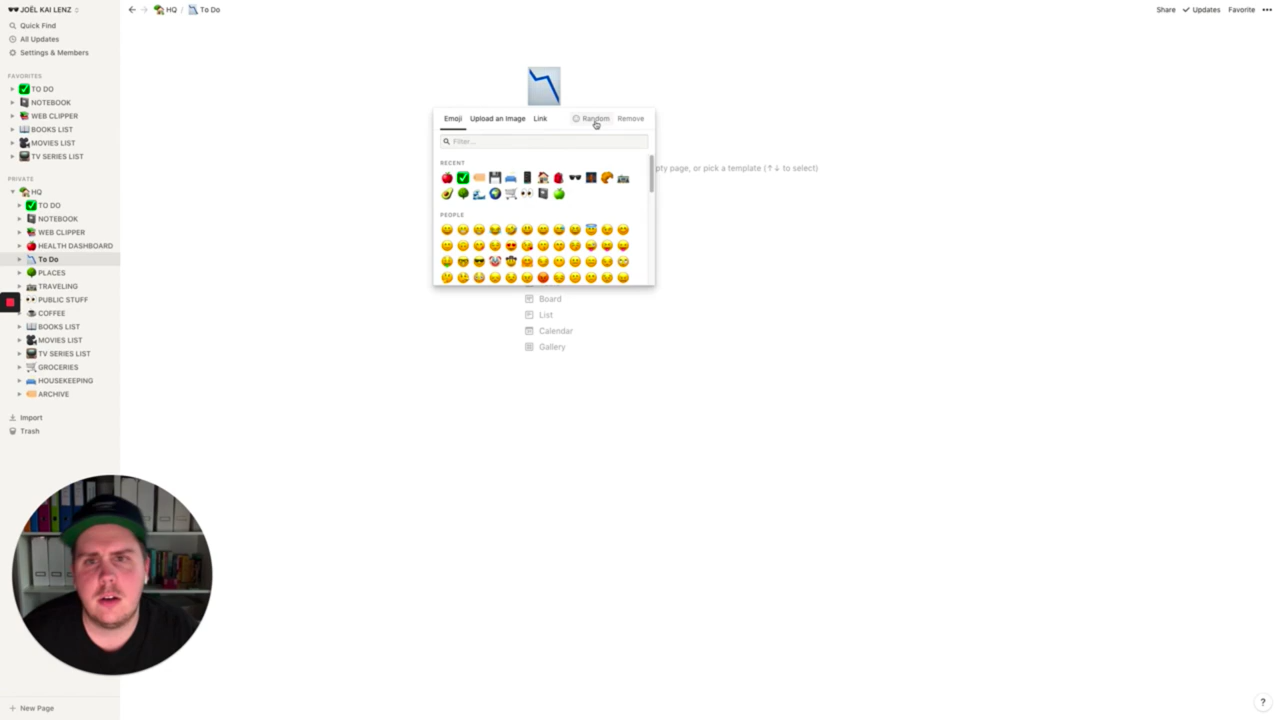 JOËL KAI LENZ
Quick Find
All Updates
Settings & Members
FAVORITES
TO DO
NOTEBOOK
WEB CLIPPER
BOOKS LIST
MOVIES LIST
TV SERIES LIST
PRIVATE
HQ
TO DO
NOTEBOOK
WEB CLIPPER
HEALTH DASHBOARD
To Do
PLACES
TRAVELING
PUBLIC STUFF
COFFEE
BOOKS LIST
MOVIES LIST
TV SERIES LIST
GROCERIES
HOUSEKEEPING
ARCHIVE
Import
Trash
New Page
HQ / To Do
Share Updates Favorite
Emoji Upload an Image Link Random Remove
Filter...
RECENT
PEOPLE
pty page, or pick a template (↑↓ to select)
Board
List
Calendar
Gallery
?